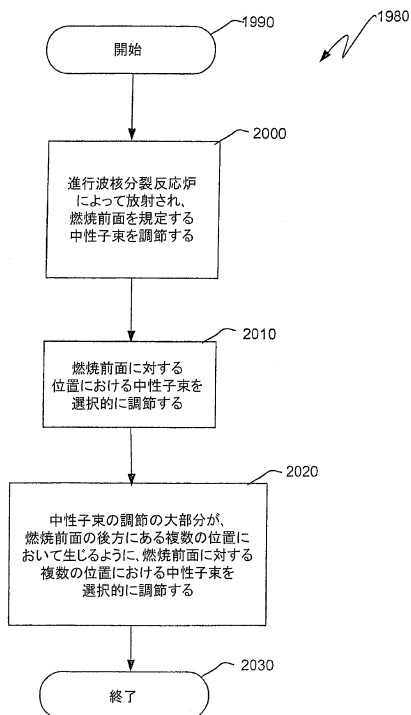 1990
1980
開始
2000
進行波核分裂反応炉
によって放射され、
燃焼前面を規定する
中性子束を調節する
2010
燃焼前面に対する
位置における中性子束を
選択的に調節する
2020
中性子束の調節の大部分が、
燃焼前面の後方にある複数の位置に
おいて生じるように、燃焼前面に対する
複数の位置における中性子束を
選択的に調節する
2030
終了